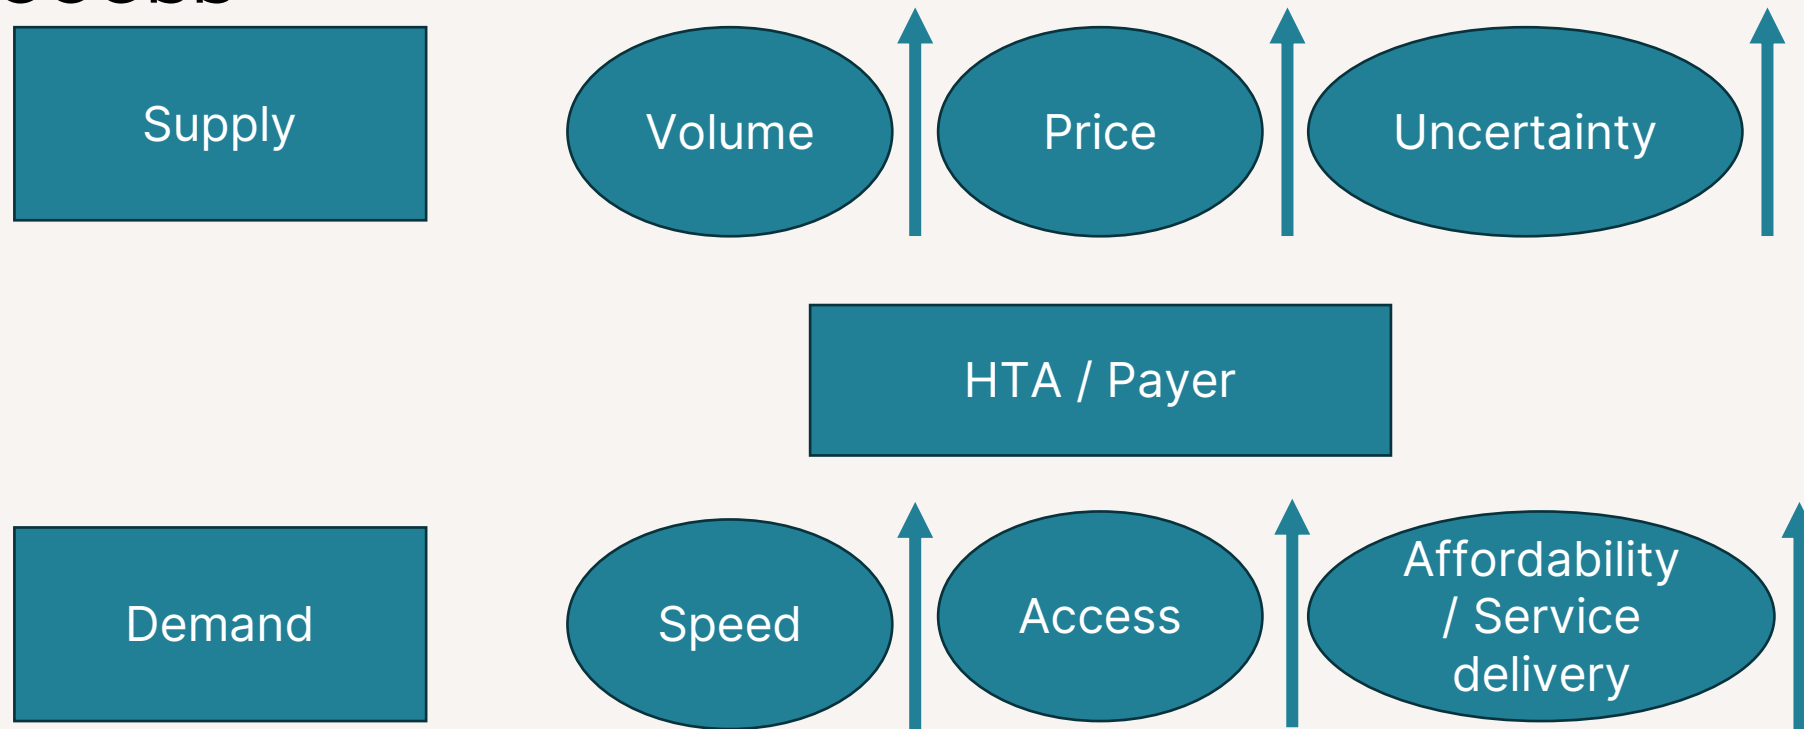 Supply
Volume
Price
Uncertainty
HTA / Payer
Demand
Speed
Access
Affordability
/ Service
delivery